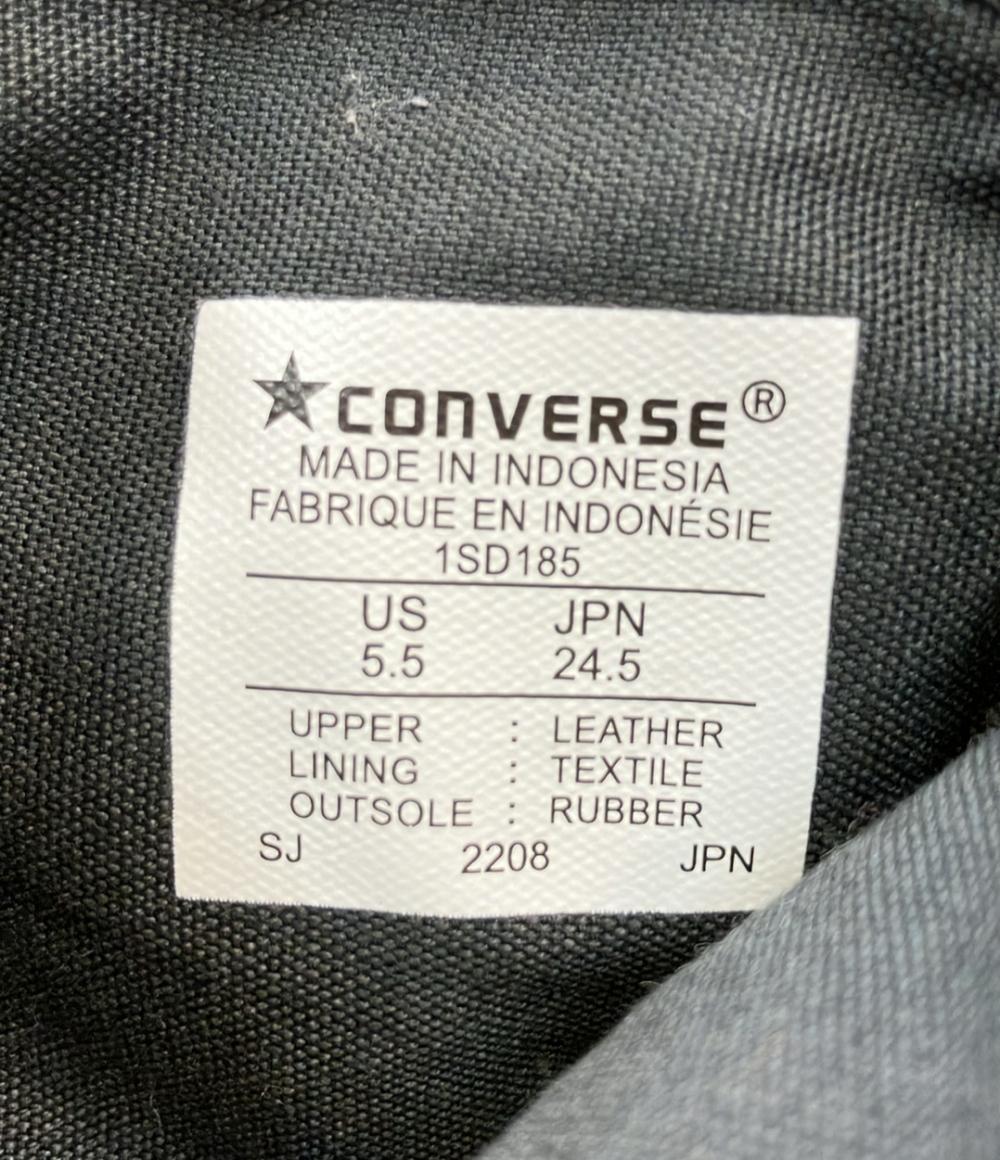 CONVERSE®
MADE IN INDONESIA
FABRIQUE EN INDONÉSIE
1SD185
US JPN
5.5 24.5
UPPER : LEATHER
LINING : TEXTILE
OUTSOLE : RUBBER
SJ 2208 JPN